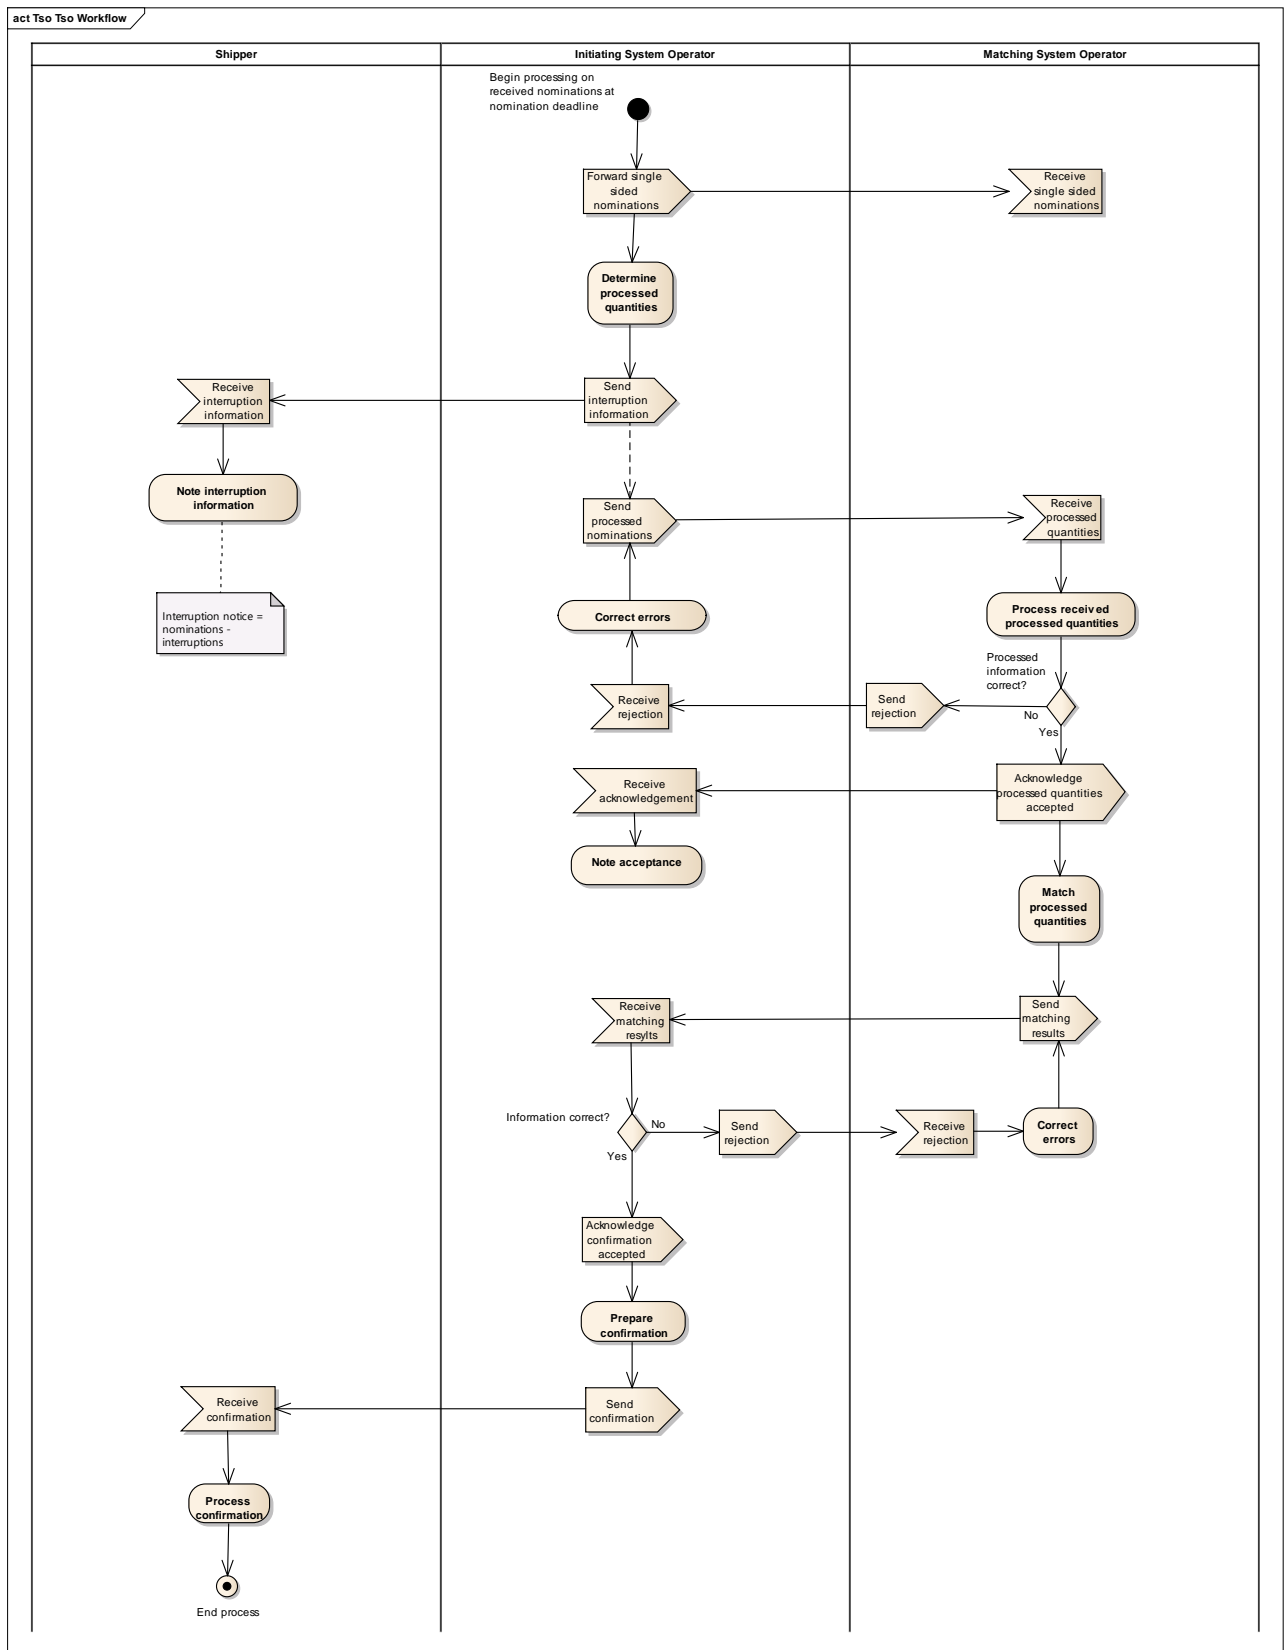 act Tso Tso Workflow
Shipper
Initiating System Operator
Matching System Operator
Begin processing on
received nominations at
nomination deadline
Forward single
sided
nominations
Receive
single sided
nominations
Determine
processed
quantities
Receive
interruption
information
Send
interruption
information
Note interruption
information
Send
processed
nominations
Receive
processed
quantities
Interruption notice =
nominations -
interruptions
Correct errors
Process received
processed quantities
Processed
information
correct?
Receive
rejection
Send
rejection
No
Yes
Receive
acknowledgement
Acknowledge
processed quantities
accepted
Note acceptance
Match
processed
quantities
Receive
matching
resylts
Send
matching
results
Information correct?
No
Yes
Send
rejection
Receive
rejection
Correct
errors
Acknowledge
confirmation
accepted
Prepare
confirmation
Receive
confirmation
Send
confirmation
Process
confirmation
End process